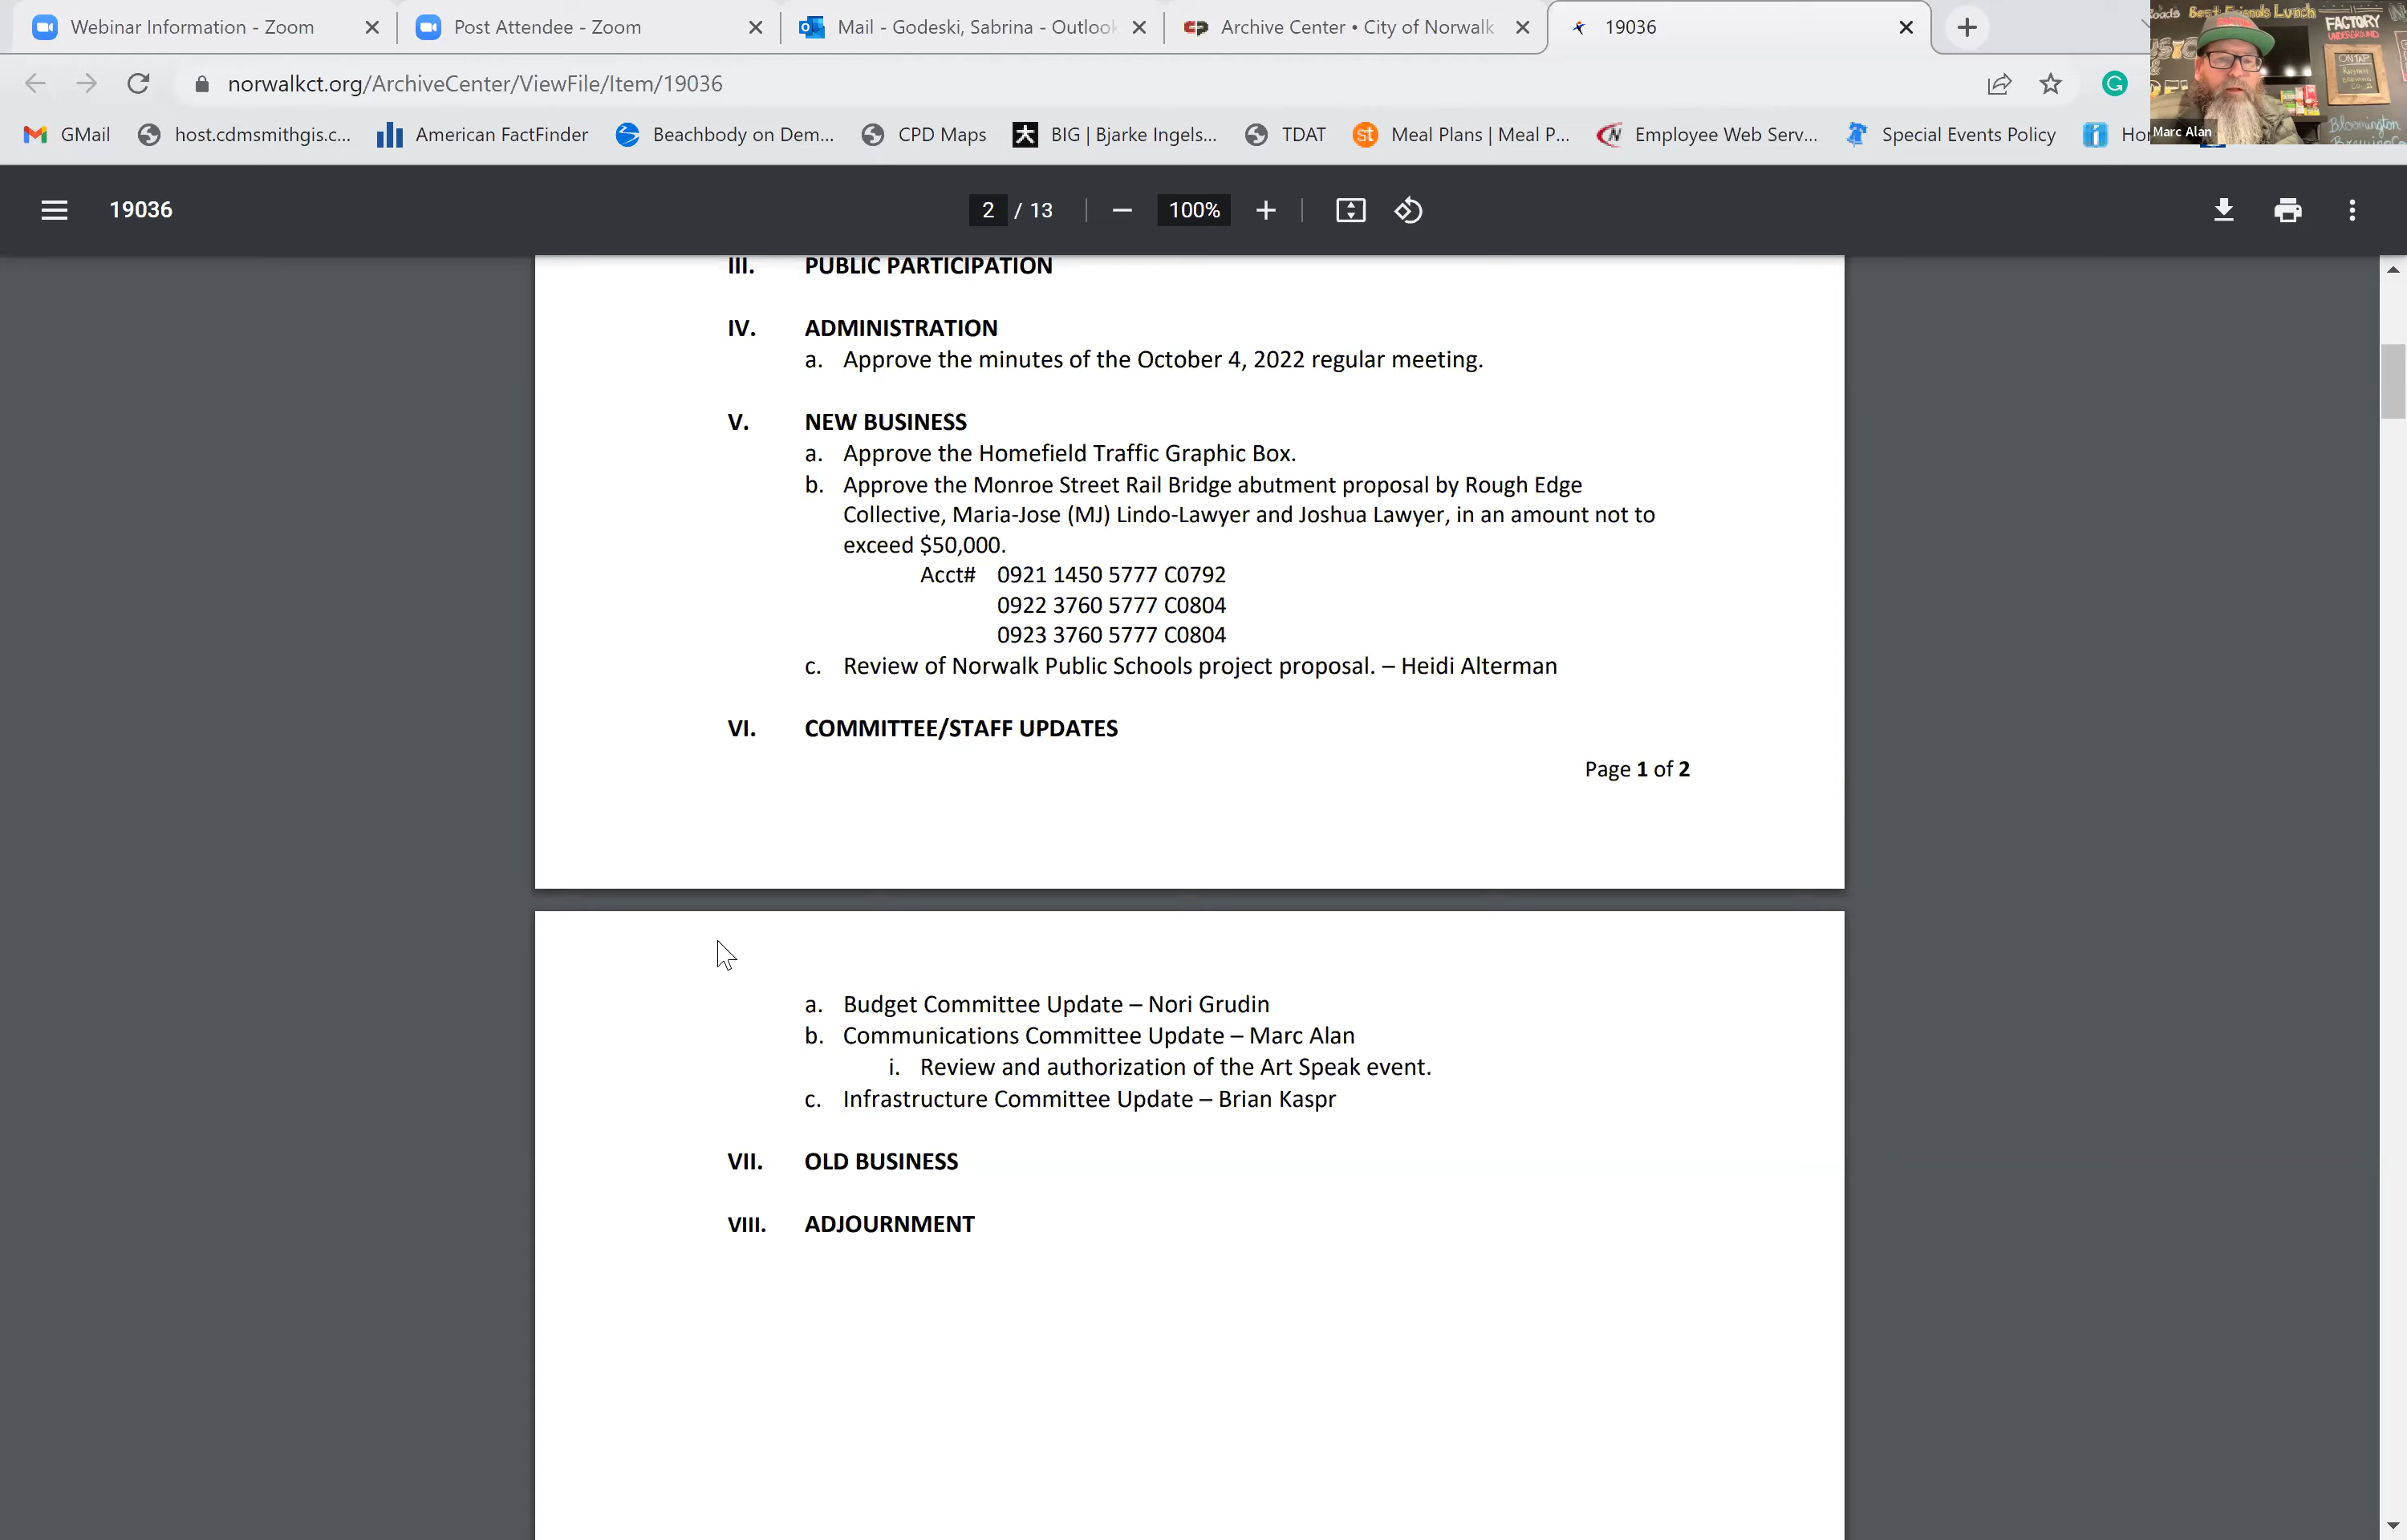 Webinar Information - Zoom
Post Attendee - Zoom
Mail - Godeski, Sabrina - Outlook
Archive Center • City of Norwalk
19036
norwalkct.org/ArchiveCenter/ViewFile/Item/19036
GMail
host.cdmsmithgis.c...
American FactFinder
Beachbody on Dem...
CPD Maps
BIG | Bjarke Ingels...
TDAT
Meal Plans | Meal P...
Employee Web Serv...
Special Events Policy
Best Friends Lunch
FACTORY
UNDERGROUND
ON TAP
Bloomington
Marc Alan
19036
2 / 13
100%
III. PUBLIC PARTICIPATION
IV. ADMINISTRATION
a. Approve the minutes of the October 4, 2022 regular meeting.
V. NEW BUSINESS
a. Approve the Homefield Traffic Graphic Box.
b. Approve the Monroe Street Rail Bridge abutment proposal by Rough Edge
Collective, Maria-Jose (MJ) Lindo-Lawyer and Joshua Lawyer, in an amount not to
exceed $50,000.
Acct# 0921 1450 5777 C0792
0922 3760 5777 C0804
0923 3760 5777 C0804
c. Review of Norwalk Public Schools project proposal. – Heidi Alterman
VI. COMMITTEE/STAFF UPDATES
Page 1 of 2
a. Budget Committee Update – Nori Grudin
b. Communications Committee Update – Marc Alan
i. Review and authorization of the Art Speak event.
c. Infrastructure Committee Update – Brian Kaspr
VII. OLD BUSINESS
VIII. ADJOURNMENT